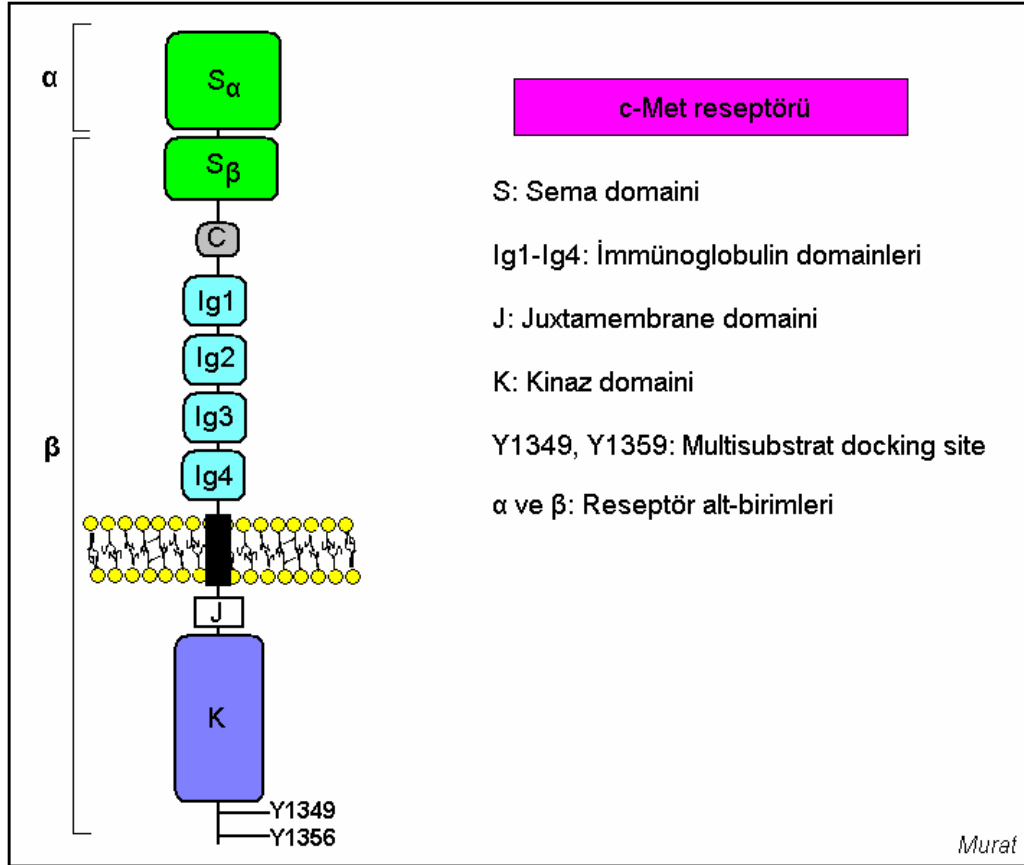 α
Sα
c-Met reseptörü
Sβ
S: Sema domaini
C
Ig1-Ig4: İmmünoglobulin domainleri
Ig1
J: Juxtamembrane domaini
Ig2
K: Kinaz domaini
Ig3
β
Y1349, Y1359: Multisubstrat docking site
Ig4
α ve β: Reseptör alt-birimleri
J
K
Y1349
Y1356
Murat